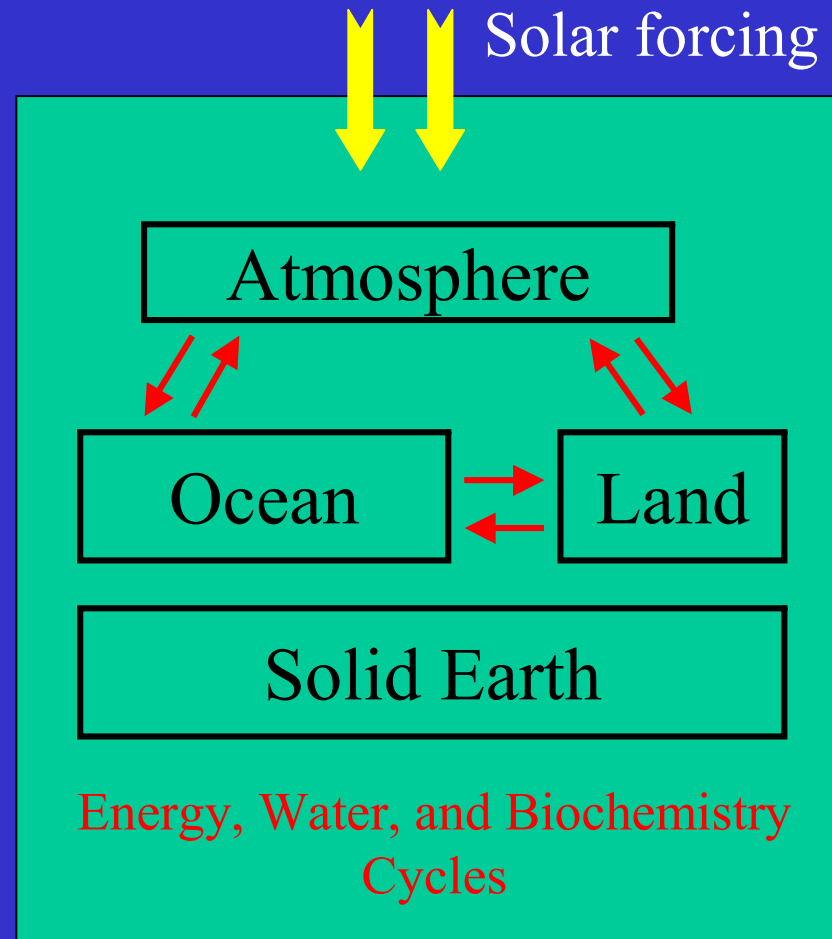 Solar forcing
Atmosphere
Ocean
Land
Solid Earth
Energy, Water, and Biochemistry
Cycles